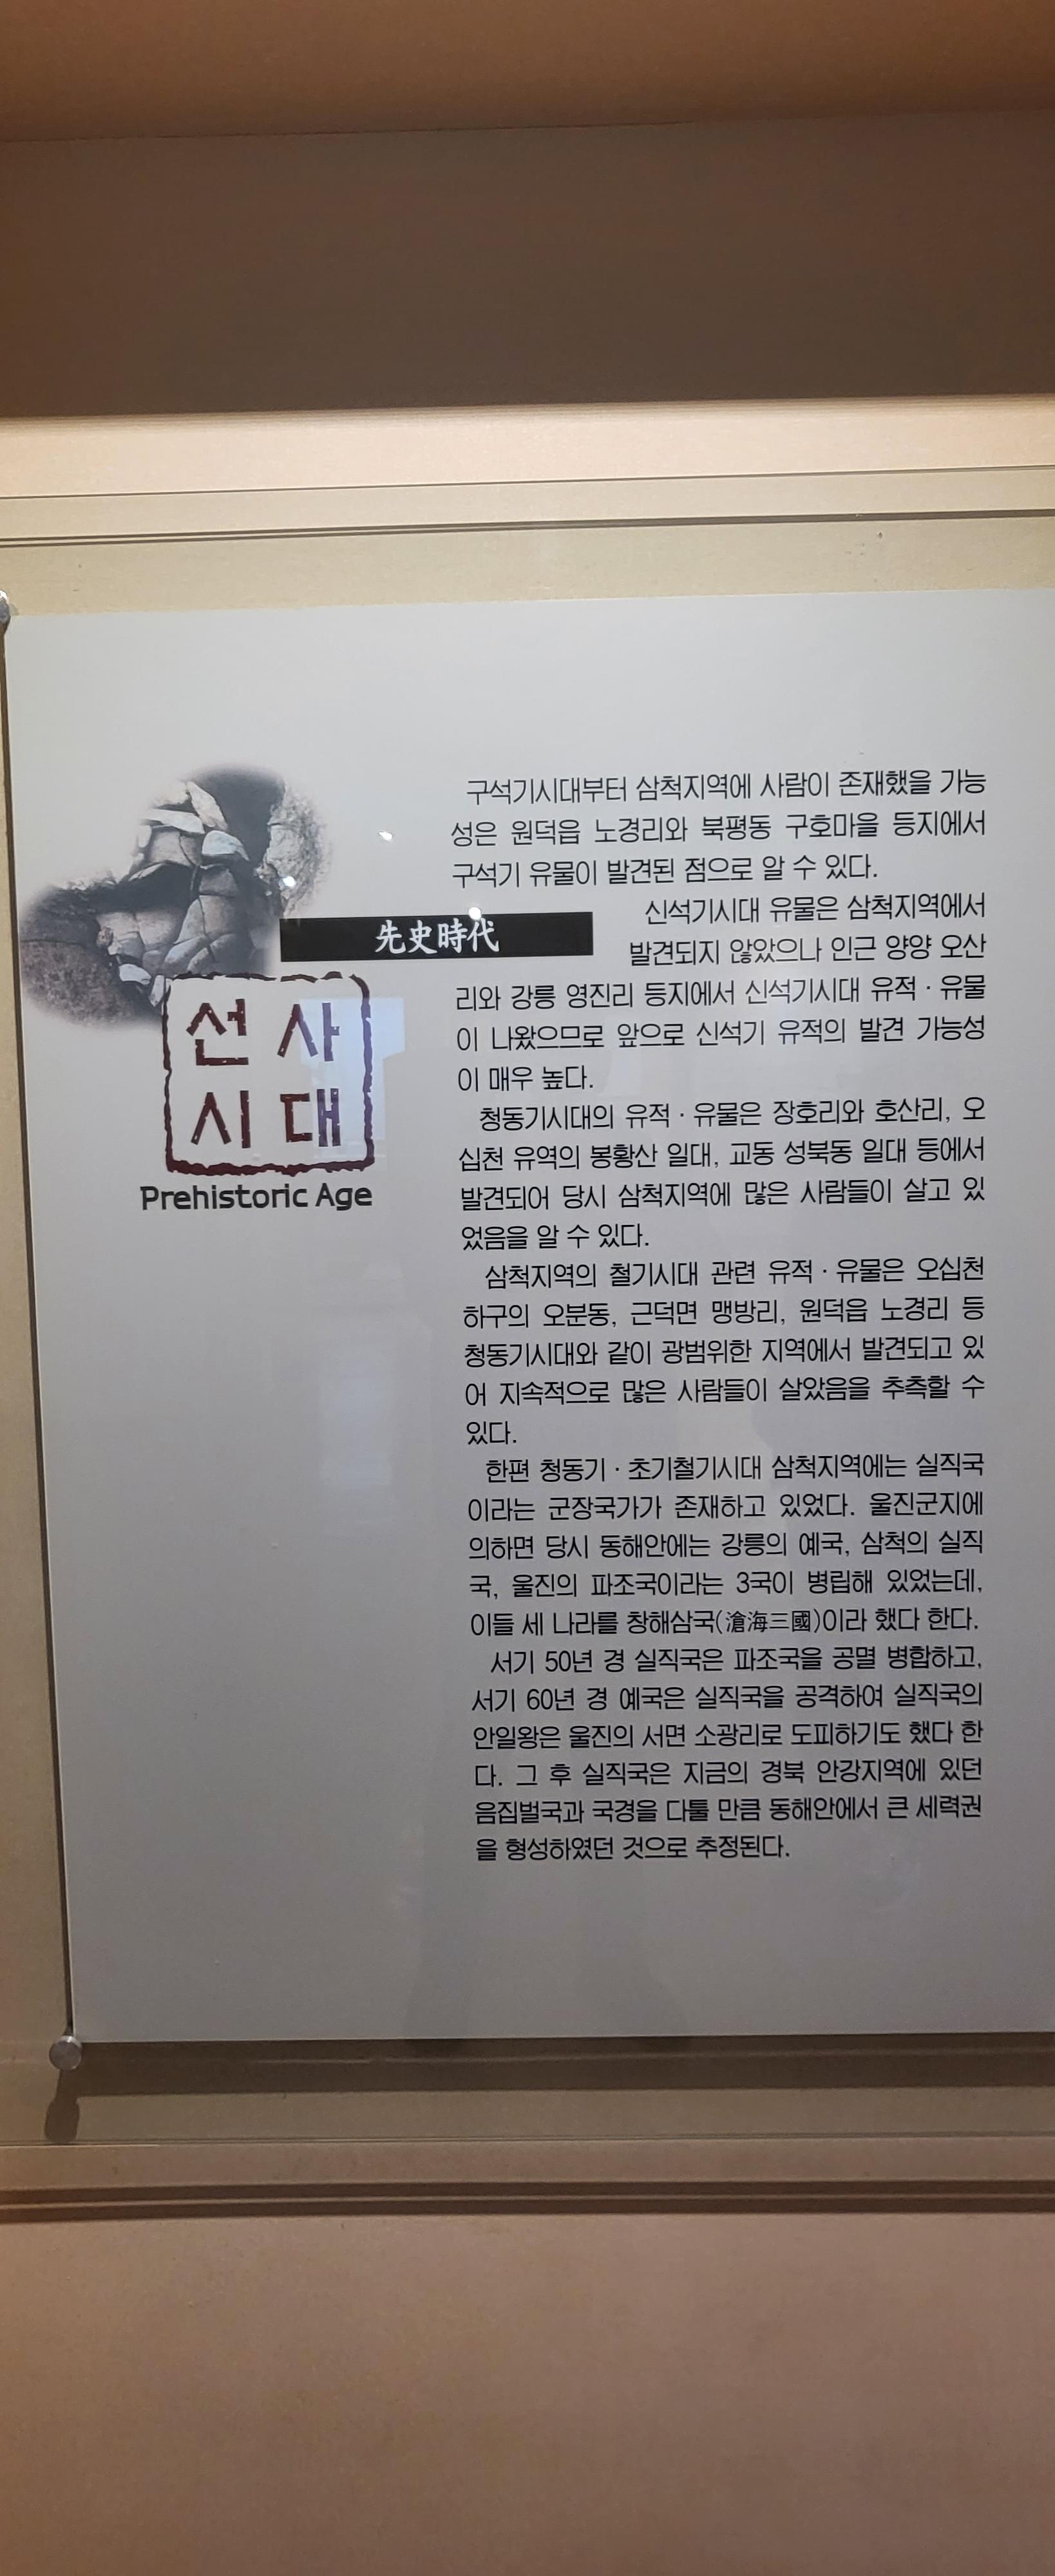 先史時代
선사
시대
Prehistoric Age
구석기시대부터 삼척지역에 사람이 존재했을 가능
성은 원덕읍 노경리와 북평동 구호마을 등지에서
구석기 유물이 발견된 점으로 알 수 있다.
신석기시대 유물은 삼척지역에서
발견되지 않았으나 인근 양양 오산
리와 강릉 영진리 등지에서 신석기시대 유적 · 유물
이 나왔으므로 앞으로 신석기 유적의 발견 가능성
이 매우 높다.
청동기시대의 유적 · 유물은 장호리와 호산리, 오
십천 유역의 봉황산 일대, 교동 성북동 일대 등에서
발견되어 당시 삼척지역에 많은 사람들이 살고 있
었음을 알 수 있다.
삼척지역의 철기시대 관련 유적 · 유물은 오십천
하구의 오분동, 근덕면 맹방리, 원덕읍 노경리 등
청동기시대와 같이 광범위한 지역에서 발견되고 있
어 지속적으로 많은 사람들이 살았음을 추측할 수
있다.
한편 청동기 · 초기철기시대 삼척지역에는 실직국
이라는 군장국가가 존재하고 있었다. 울진군지에
의하면 당시 동해안에는 강릉의 예국, 삼척의 실직
국, 울진의 파조국이라는 3국이 병립해 있었는데,
이들 세 나라를 창해삼국(滄海三國)이라 했다 한다.
서기 50년 경 실직국은 파조국을 공멸 병합하고,
서기 60년 경 예국은 실직국을 공격하여 실직국의
안일왕은 울진의 서면 소광리로 도피하기도 했다 한
다. 그 후 실직국은 지금의 경북 안강지역에 있던
음집벌국과 국경을 다툴 만큼 동해안에서 큰 세력권
을 형성하였던 것으로 추정된다.